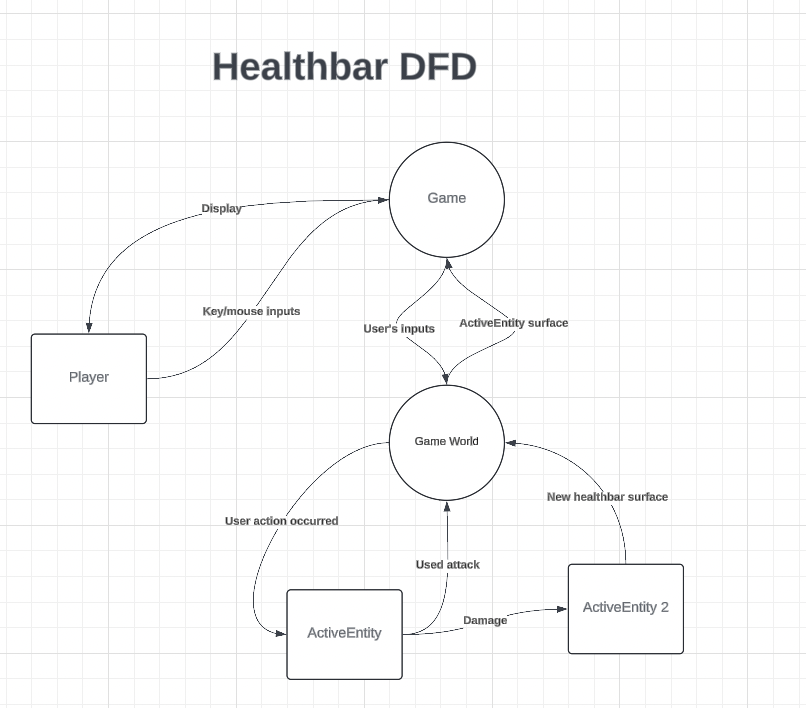 Healthbar DFD
Game
Display
Key/mouse inputs
User's inputs
ActiveEntity surface
Player
Game World
New healthbar surface
User action occurred
Used attack
ActiveEntity 2
Damage
ActiveEntity